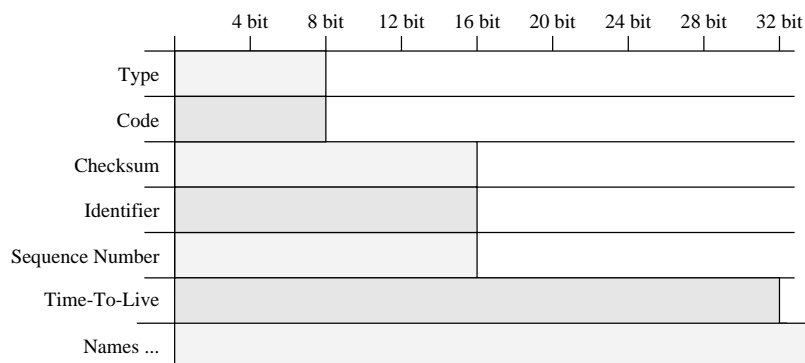 4 bit 8 bit 12 bit 16 bit 20 bit 24 bit 28 bit 32 bit
Type
Code
Checksum
Identifier
Sequence Number
Time-To-Live
Names ...